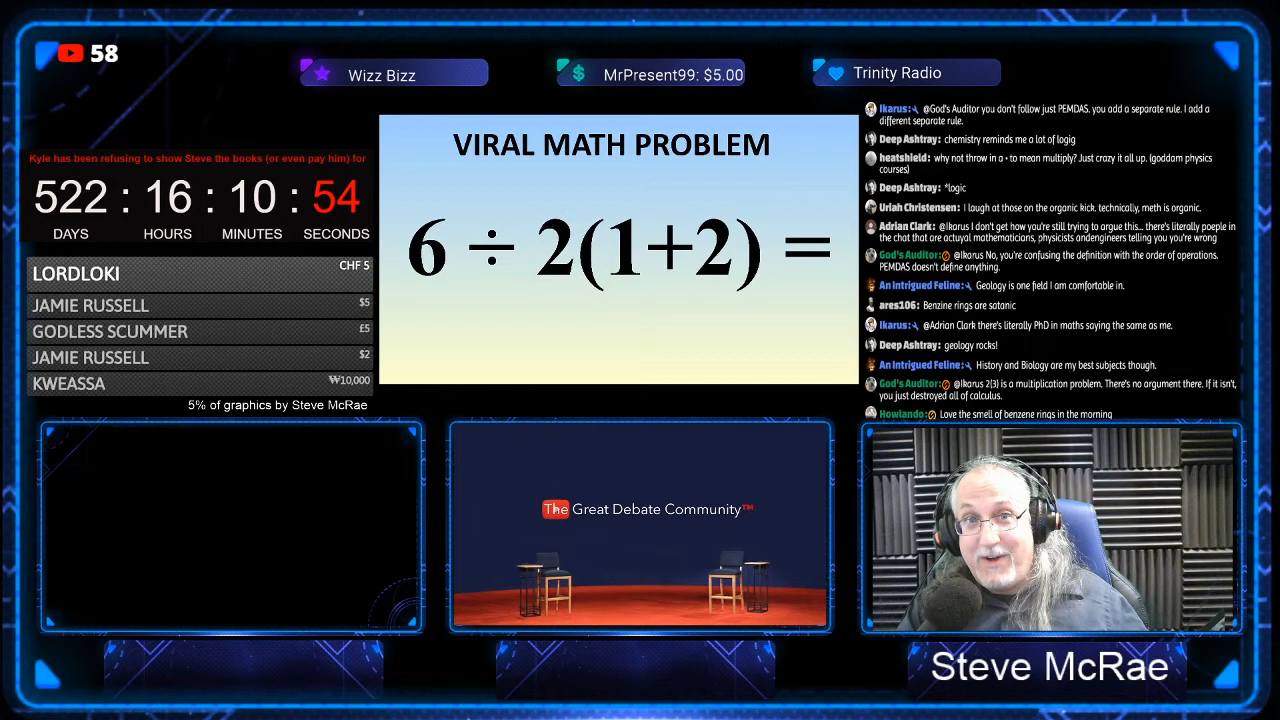 58
Wizz Bizz
MrPresent99: $5.00
Trinity Radio
Kyle has been refusing to show Steve the books (or even pay him) for
522 : 16 : 10 : 54
DAYS HOURS MINUTES SECONDS
LORDLOKI CHF 5
JAMIE RUSSELL $5
GODLESS SCUMMER £5
JAMIE RUSSELL $2
KWEASSA ₩10,000
5% of graphics by Steve McRae
VIRAL MATH PROBLEM
6 ÷ 2(1+2) =
Ikarus: @God's Auditor you don't follow just PEMDAS. you add a separate rule. I add a
different separate rule.
Deep Ashtray: chemistry reminds me a lot of logig
heatshield: why not throw in a • to mean multiply? Just crazy it all up. (goddam physics
courses)
Deep Ashtray: *logic
Uriah Christensen: I laugh at those on the organic kick. technically, meth is organic.
Adrian Clark: @Ikarus I don't get how you're still trying to argue this... there's literally poeple in
the chat that are actuyal mathematicians, physicists andengineers telling you you're wrong
God's Auditor: @Ikarus No, you're confusing the definition with the order of operations.
PEMDAS doesn't define anything.
An Intrigued Feline: Geology is one field I am comfortable in.
ares106: Benzine rings are satanic
Ikarus: @Adrian Clark there's literally PhD in maths saying the same as me.
Deep Ashtray: geology rocks!
An Intrigued Feline: History and Biology are my best subjects though.
God's Auditor: @Ikarus 2(3) is a multiplication problem. There's no argument there. If it isn't,
you just destroyed all of calculus.
Howlando: Love the smell of benzene rings in the morning
The Great Debate Community™
Steve McRae